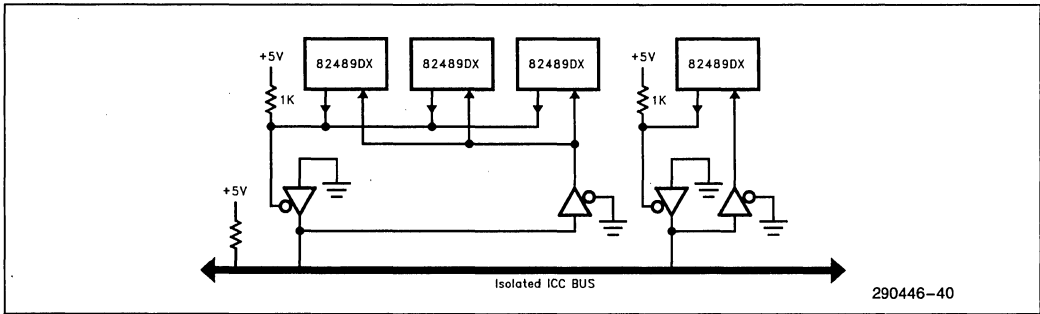 +5V
82489DX
82489DX
82489DX
+5V
82489DX
1K
1K
+5V
Isolated ICC BUS
290446–40